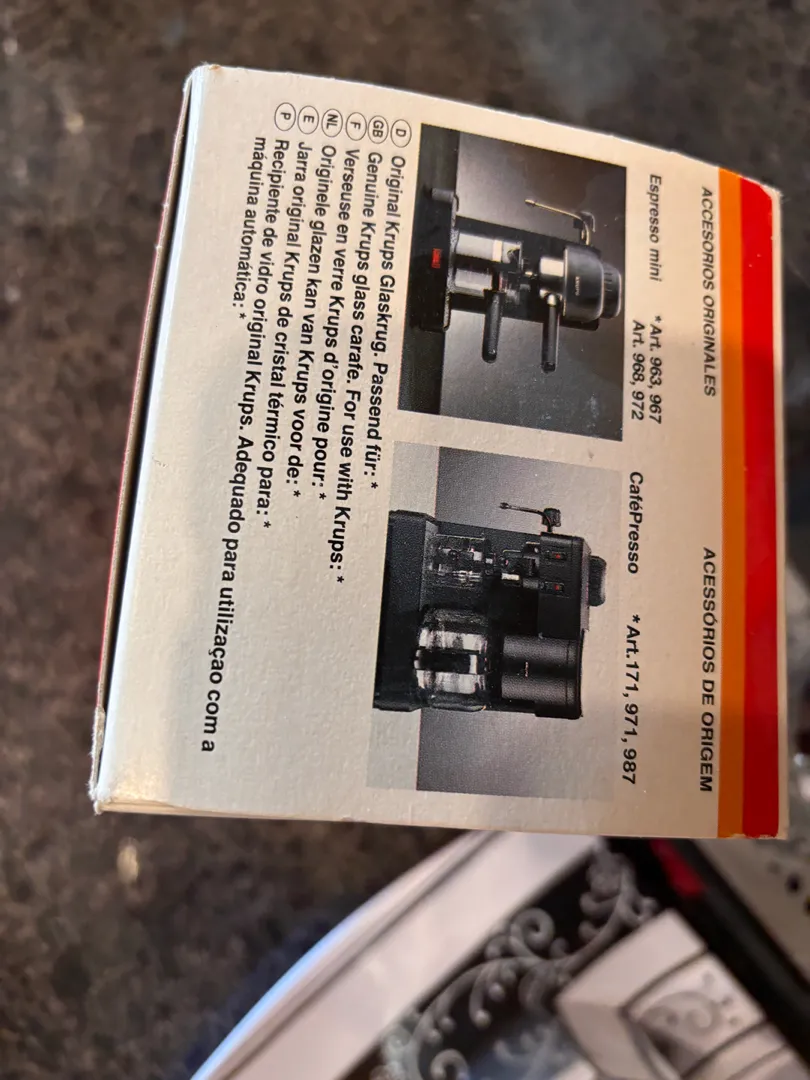 ACCESORIOS ORIGINALES
ACESSÓRIOS DE ORIGEM
Espresso mini *Art. 963, 967
Art. 968, 972
CaféPresso *Art.171, 971, 987
D Original Krups Glaskrug. Passend für: *
GB Genuine Krups glass carafe. For use with Krups: *
F Verseuse en verre Krups d'origine pour: *
NL Originele glazen kan van Krups voor de: *
E Jarra original Krups de cristal térmico para: *
P Recipiente de vidro original Krups. Adequado para utilizaçao com a
máquina automática: *